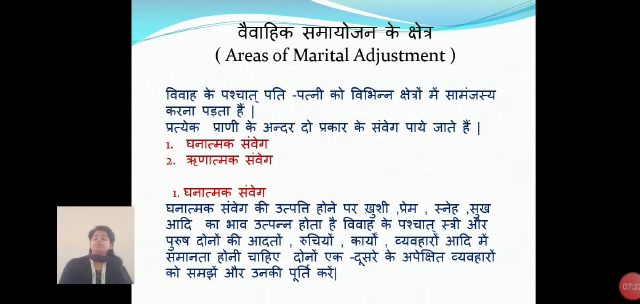 वैवाहिक समायोजन के क्षेत्र
( Areas of Marital Adjustment )
विवाह के पश्चात् पति -पत्नी को विभिन्न क्षेत्रों में सामंजस्य
करना पड़ता हैं |
प्रत्येक प्राणी के अन्दर दो प्रकार के संवेग पाये जाते हैं |
1. घनात्मक संवेग
2. ऋणात्मक संवेग
1. घनात्मक संवेग
घनात्मक संवेग की उत्पत्ति होने पर ख़ुशी ,प्रेम , स्नेह ,सुख
आदि का भाव उत्पन्न होता है विवाह के पश्चात् स्त्री और
पुरुष दोनों की आदतों , रुचियों , कार्यो , व्यवहारों आदि में
समानता होनी चाहिए दोनों एक -दूसरे के अपेक्षित व्यवहारों
को समझें और उनकी पूर्ति करें|